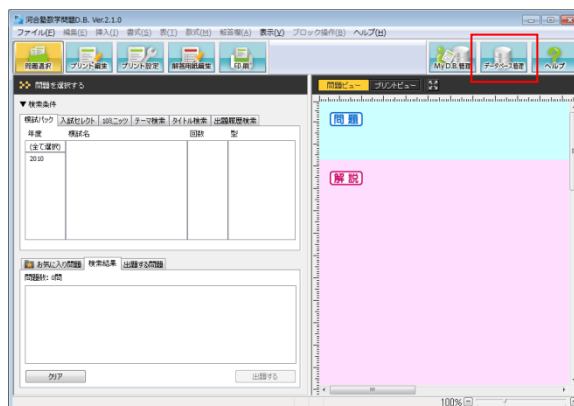 河合塾数学問題D.B. Ver.2.1.0
ファイル(F) 編集(E) 挿入(I) 書式(S) 表(T) 数式(M) 解答欄(A) 表示(V) ブロック操作(B) ヘルプ(H)
問題選択 プリント編集 プリント設定 解答用紙編集 印刷 My D.B.管理 データベース管理 ヘルプ
問題を選択する
問題ビュー プリントビュー
▼ 検索条件
模試パック 入試セレクト 10ミニッツ テーマ検索 タイトル検索 出題履歴検索
年度 模試名 回数 型
(全て選択)
2010
問題
解説
お気に入り問題 検索結果 出題する問題
問題数: 0問
クリア 出題する
100%